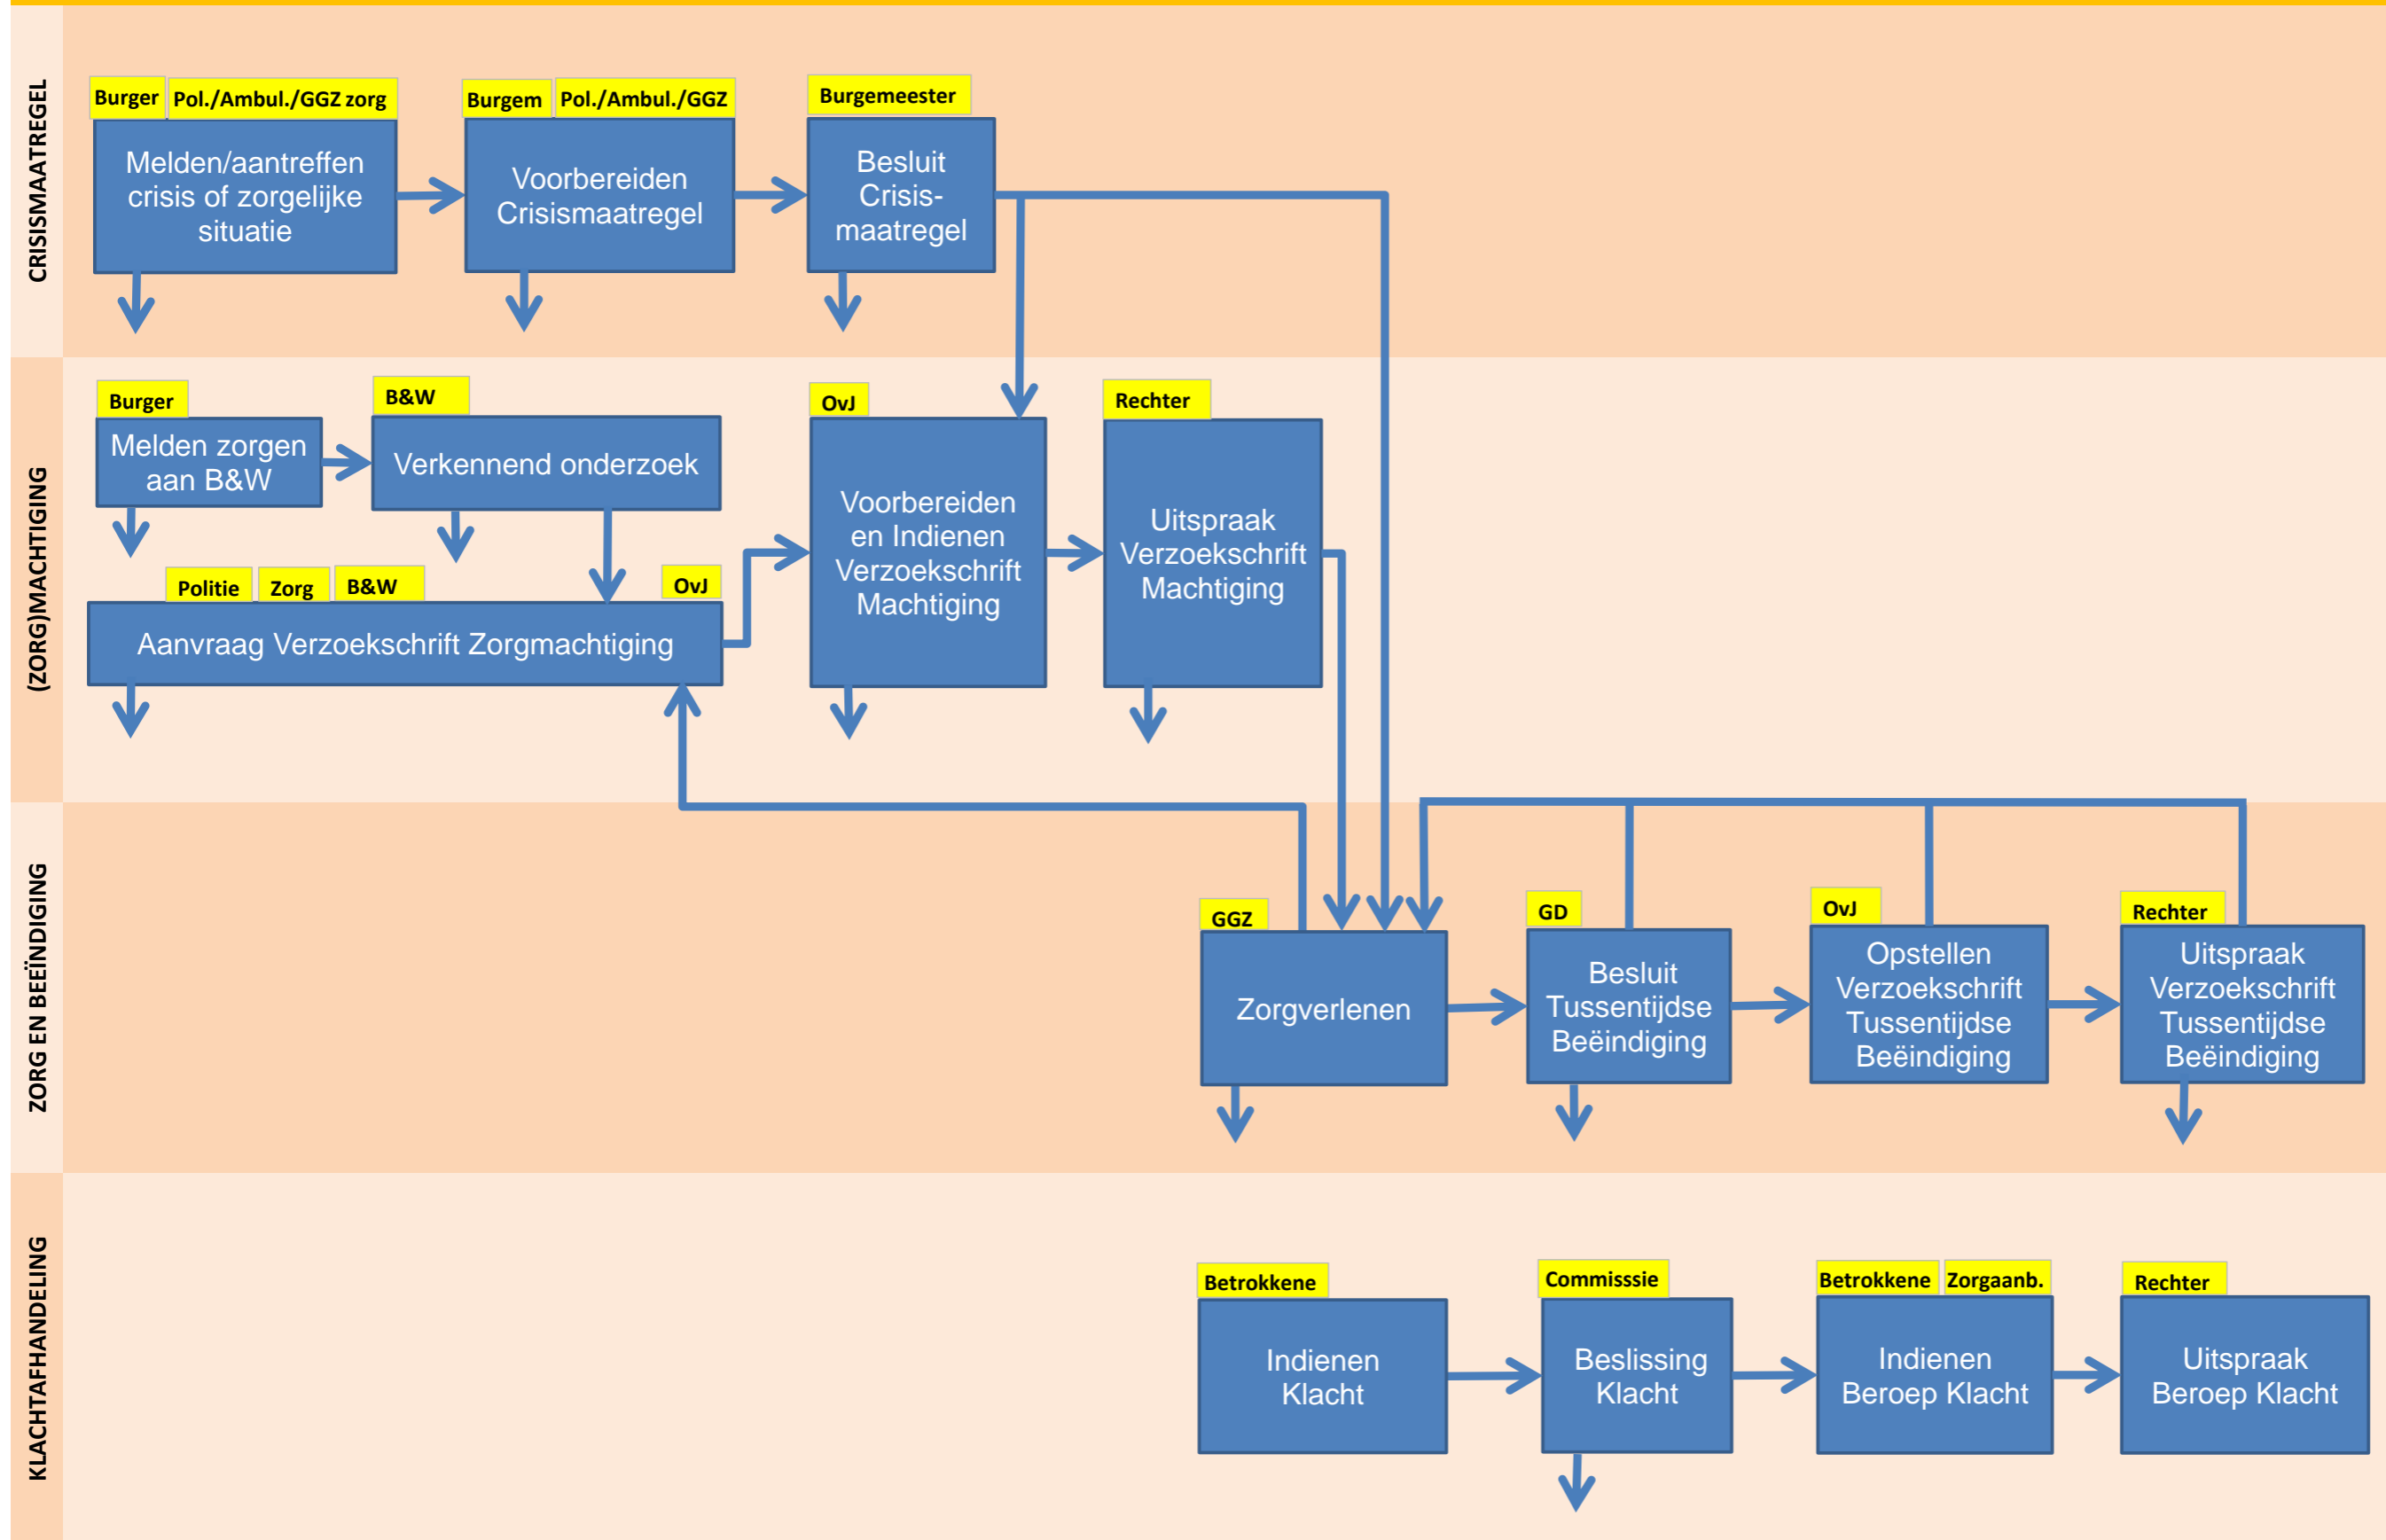 CRISISMAATREGEL
Burger
Pol./Ambul./GGZ zorg
Melden/aantreffen
crisis of zorgelijke
situatie
Burgem
Pol./Ambul./GGZ
Voorbereiden
Crisismaatregel
Burgemeester
Besluit
Crisis-
maatregel
(ZORG)MACHTIGING
Burger
Melden zorgen
aan B&W
B&W
Verkennend onderzoek
Politie
Zorg
B&W
OvJ
Aanvraag Verzoekschrift Zorgmachtiging
OvJ
Voorbereiden
en Indienen
Verzoekschrift
Machtiging
Rechter
Uitspraak
Verzoekschrift
Machtiging
ZORG EN BEËINDIGING
GGZ
Zorgverlenen
GD
Besluit
Tussentijdse
Beëindiging
OvJ
Opstellen
Verzoekschrift
Tussentijdse
Beëindiging
Rechter
Uitspraak
Verzoekschrift
Tussentijdse
Beëindiging
KLACHTAFHANDELING
Betrokkene
Indienen
Klacht
Commisssie
Beslissing
Klacht
Betrokkene
Zorgaanb.
Indienen
Beroep Klacht
Rechter
Uitspraak
Beroep Klacht